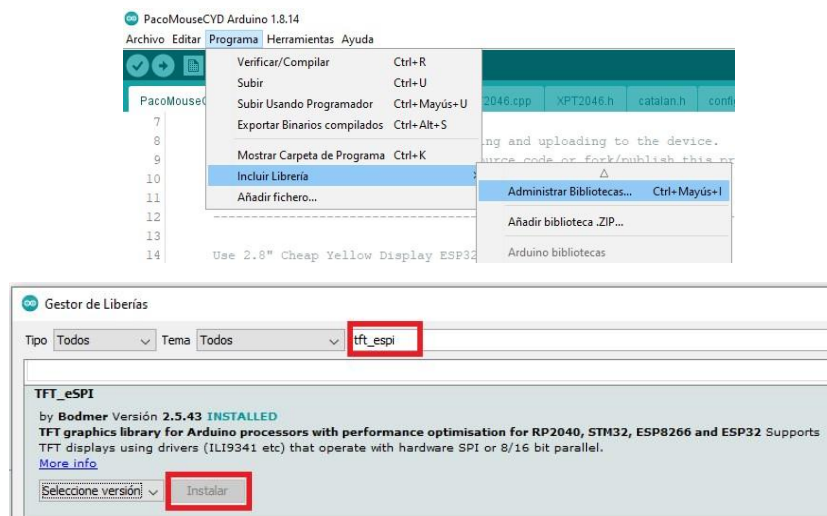 PacoMouseCYD Arduino 1.8.14
Archivo Editar Programa Herramientas Ayuda
Verificar/Compilar Ctrl+R
Subir Ctrl+U
PacoMouseC Subir Usando Programador Ctrl+Mayús+U 2046.cpp XPT2046.h catalan.h confi
7
8 Exportar Binarios compilados Ctrl+Alt+S ing and uploading to the device.
9 Mostrar Carpeta de Programa Ctrl+K source code or fork/publish this pr
10 Incluir Librería
11 Añadir fichero... Administrar Bibliotecas... Ctrl+Mayús+I
12 Añadir biblioteca .ZIP...
13
14 Use 2.8" Cheap Yellow Display ESP32 Arduino bibliotecas
Gestor de Liberías
Tipo Todos Tema Todos tft_espi
TFT_eSPI
by Bodmer Versión 2.5.43 INSTALLED
TFT graphics library for Arduino processors with performance optimisation for RP2040, STM32, ESP8266 and ESP32 Supports
TFT displays using drivers (ILI9341 etc) that operate with hardware SPI or 8/16 bit parallel.
More info
Seleccione versión Instalar